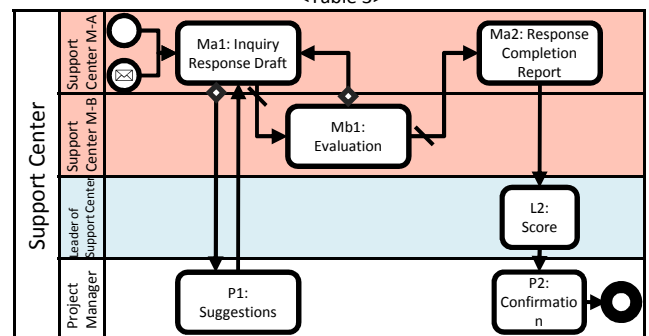 <Table 3>
Support Center
Support
Center M-A
Ma1: Inquiry
Response Draft
Ma2: Response
Completion
Report
Support
Center M-B
Mb1:
Evaluation
Leader of
Support Center
L2:
Score
Project
Manager
P1:
Suggestions
P2:
Confirmatio
n